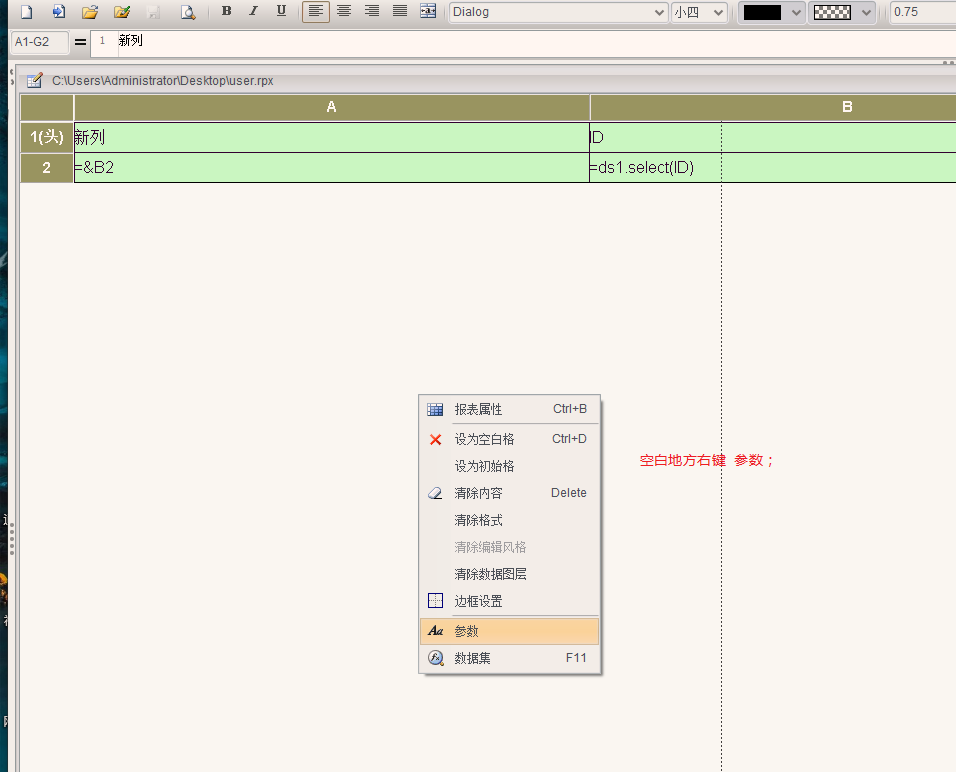 B I U Dialog 小四 0.75
A1-G2 = 1 新列
C:\Users\Administrator\Desktop\user.rpx
A B
1(头) 新列 ID
2 =&B2 =ds1.select(ID)
报表属性 Ctrl+B
设为空白格 Ctrl+D
设为初始格
清除内容 Delete
清除格式
清除编辑风格
清除数据图层
边框设置
Aa 参数
数据集 F11
空白地方右键 参数；